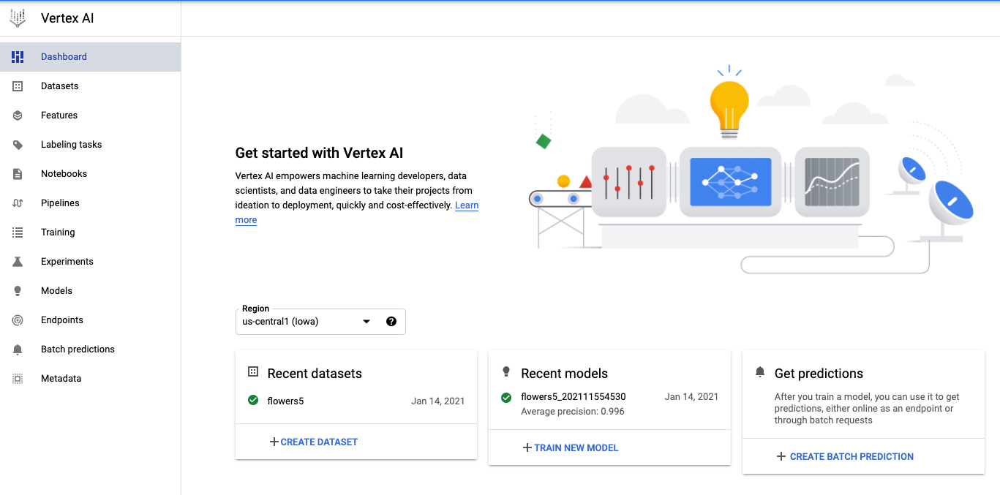 Vertex AI
Dashboard
Datasets
Features
Labeling tasks
Notebooks
Pipelines
Training
Experiments
Models
Endpoints
Batch predictions
Metadata
Get started with Vertex AI
Vertex AI empowers machine learning developers, data
scientists, and data engineers to take their projects from
ideation to deployment, quickly and cost-effectively. Learn
more
Region
us-central1 (Iowa)
?
Recent datasets
flowers5 Jan 14, 2021
+CREATE DATASET
Recent models
flowers5_202111554530 Jan 14, 2021
Average precision: 0.996
+TRAIN NEW MODEL
Get predictions
After you train a model, you can use it to get
predictions, either online as an endpoint or
through batch requests
+ CREATE BATCH PREDICTION